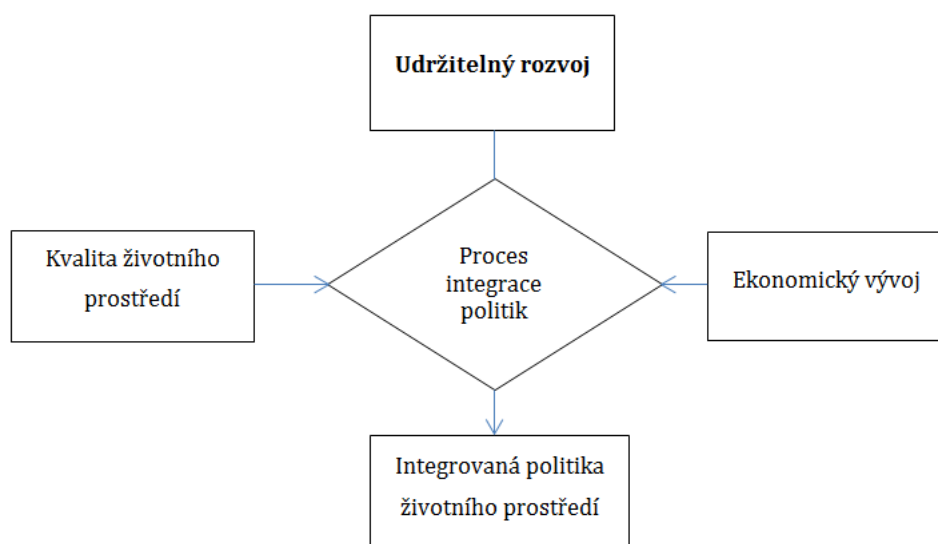 Udržitelný rozvoj
Kvalita životního
prostředí
Proces
integrace
politik
Ekonomický vývoj
Integrovaná politika
životního prostředí